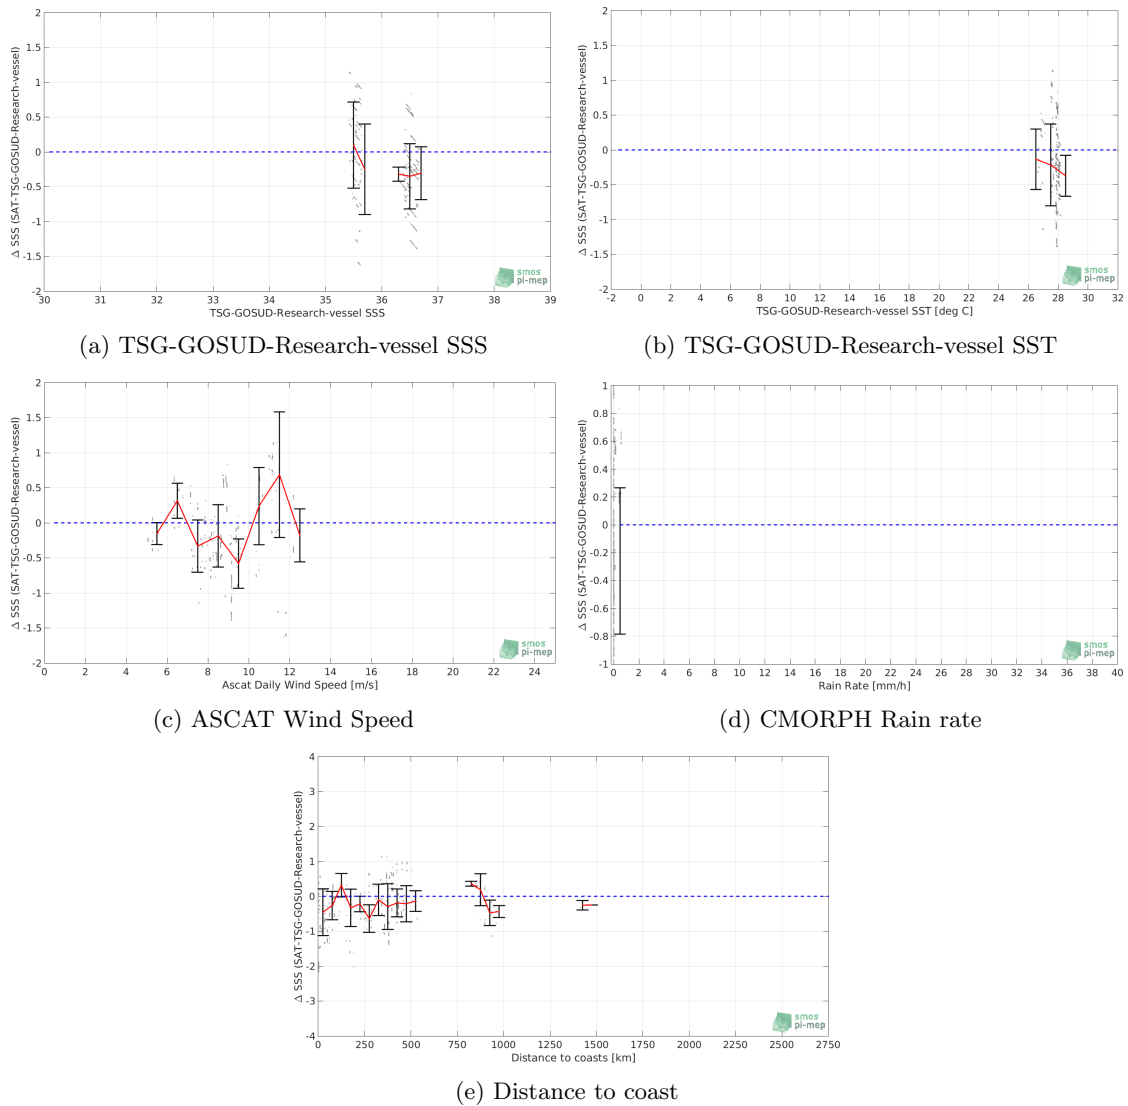 2
1.5
1
0.5
0
-0.5
-1
-1.5
-2
Δ SSS (SAT-TSG-GOSUD-Research-vessel)
30 31 32 33 34 35 36 37 38 39
TSG-GOSUD-Research-vessel SSS
smos
pi-mep
(a) TSG-GOSUD-Research-vessel SSS
2
1.5
1
0.5
0
-0.5
-1
-1.5
-2
Δ SSS (SAT-TSG-GOSUD-Research-vessel)
-2 0 2 4 6 8 10 12 14 16 18 20 22 24 26 28 30 32
TSG-GOSUD-Research-vessel SST [deg C]
smos
pi-mep
(b) TSG-GOSUD-Research-vessel SST
2
1.5
1
0.5
0
-0.5
-1
-1.5
-2
Δ SSS (SAT-TSG-GOSUD-Research-vessel)
0 2 4 6 8 10 12 14 16 18 20 22 24
Ascat Daily Wind Speed [m/s]
smos
pi-mep
(c) ASCAT Wind Speed
1
0.8
0.6
0.4
0.2
0
-0.2
-0.4
-0.6
-0.8
-1
Δ SSS (SAT-TSG-GOSUD-Research-vessel)
0 2 4 6 8 10 12 14 16 18 20 22 24 26 28 30 32 34 36 38 40
Rain Rate [mm/h]
smos
pi-mep
(d) CMORPH Rain rate
4
3
2
1
0
-1
-2
-3
-4
Δ SSS (SAT-TSG-GOSUD-Research-vessel)
0 250 500 750 1000 1250 1500 1750 2000 2250 2500 2750
Distance to coasts [km]
smos
pi-mep
(e) Distance to coast